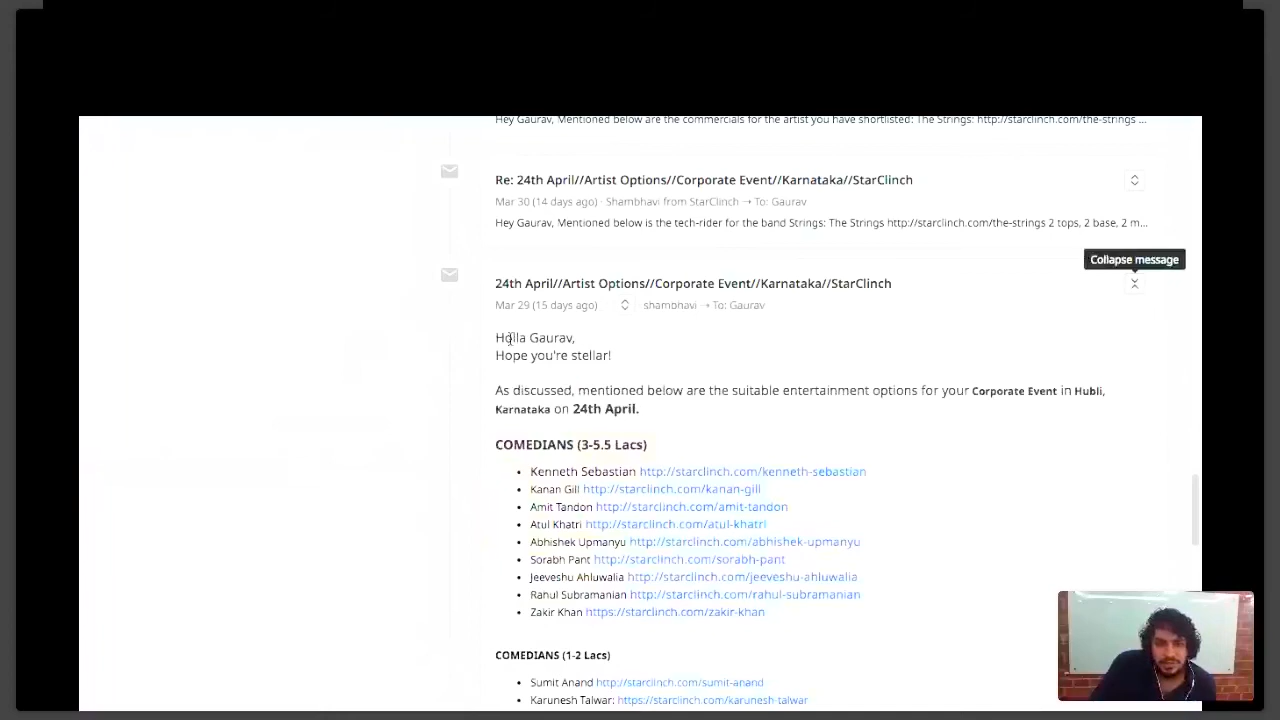 Hey Gaurav, Mentioned below are the commercials for the artist you have shortlisted: The Strings: http://starclinch.com/the-strings ...
Re: 24th April//Artist Options//Corporate Event//Karnataka//StarClinch
Mar 30 (14 days ago) · Shambhavi from StarClinch → To: Gaurav
Hey Gaurav, Mentioned below is the tech-rider for the band Strings: The Strings http://starclinch.com/the-strings 2 tops, 2 base, 2 m...
Collapse message
24th April//Artist Options//Corporate Event//Karnataka//StarClinch
Mar 29 (15 days ago) shambhavi → To: Gaurav
Holla Gaurav,
Hope you're stellar!
As discussed, mentioned below are the suitable entertainment options for your Corporate Event in Hubli,
Karnataka on 24th April.
COMEDIANS (3-5.5 Lacs)
• Kenneth Sebastian http://starclinch.com/kenneth-sebastian
• Kanan Gill http://starclinch.com/kanan-gill
• Amit Tandon http://starclinch.com/amit-tandon
• Atul Khatri http://starclinch.com/atul-khatri
• Abhishek Upmanyu http://starclinch.com/abhishek-upmanyu
• Sorabh Pant http://starclinch.com/sorabh-pant
• Jeeveshu Ahluwalia http://starclinch.com/jeeveshu-ahluwalia
• Rahul Subramanian http://starclinch.com/rahul-subramanian
• Zakir Khan https://starclinch.com/zakir-khan
COMEDIANS (1-2 Lacs)
• Sumit Anand http://starclinch.com/sumit-anand
• Karunesh Talwar: https://starclinch.com/karunesh-talwar